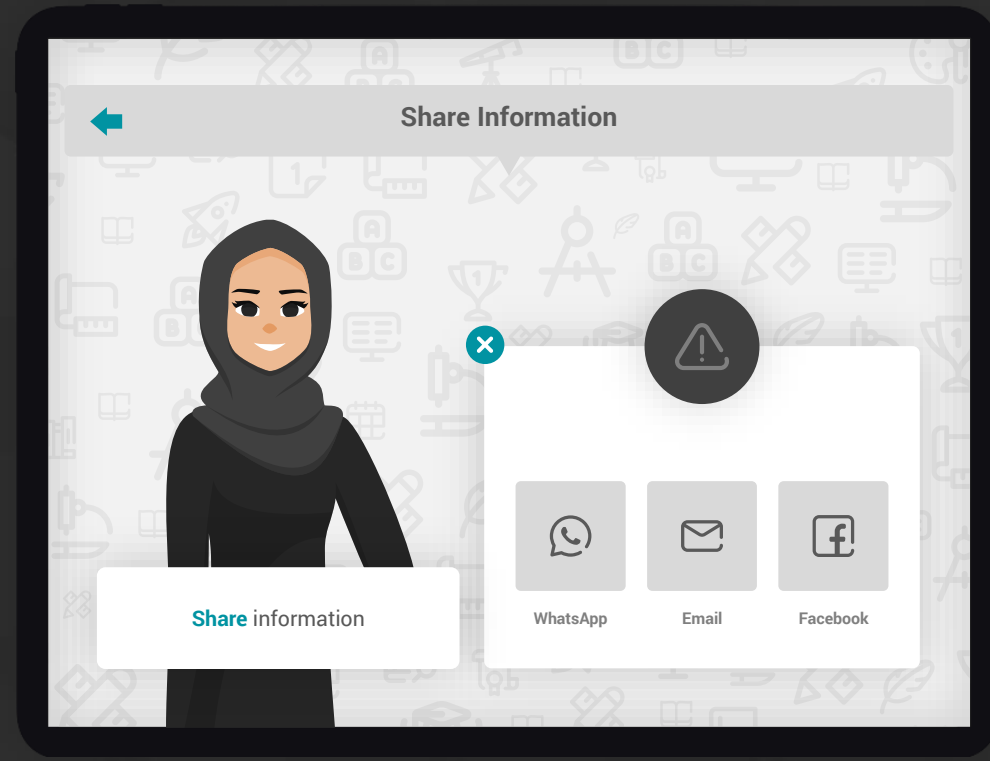 Share Information
Share information
WhatsApp
Email
Facebook